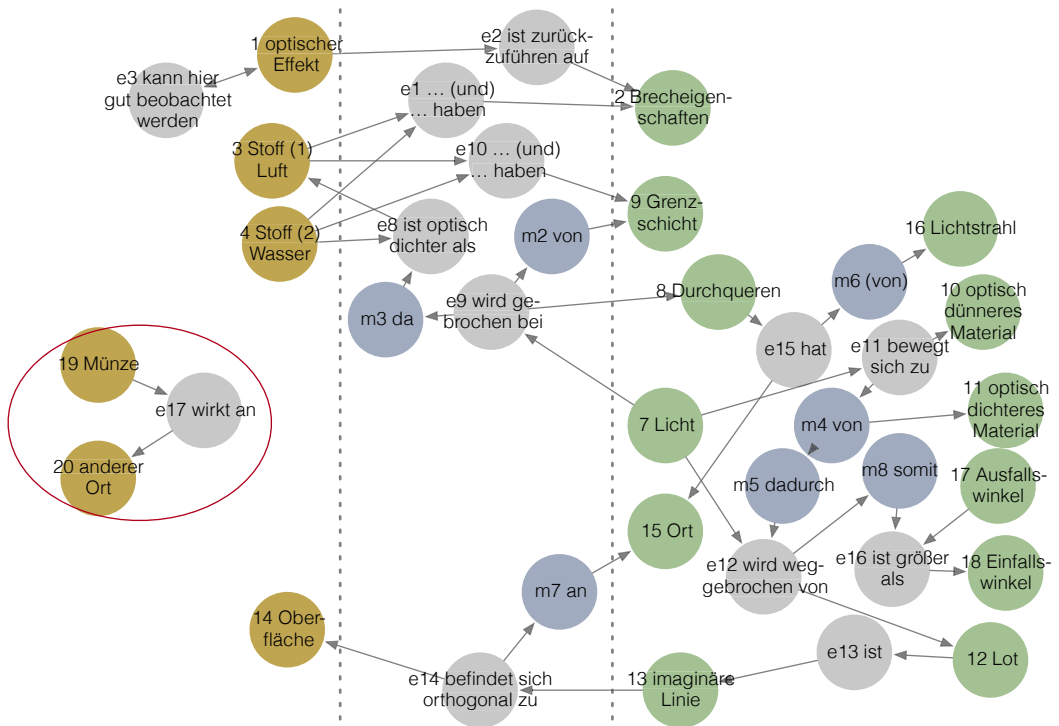 1 optischer
Effekt
e2 ist zurück-
zuführen auf
e3 kann hier
gut beobachtet
werden
e1 ... (und)
... haben
2 Brecheigen-
schaften
3 Stoff (1)
Luft
e10 ... (und)
... haben
4 Stoff (2)
Wasser
e8 ist optisch
dichter als
m2 von
9 Grenz-
schicht
16 Lichtstrahl
m6 (von)
m3 da
e9 wird ge-
brochen bei
8 Durchqueren
10 optisch
dünneres
Material
e15 hat
e11 bewegt
sich zu
19 Münze
e17 wirkt an
20 anderer
Ort
7 Licht
m4 von
11 optisch
dichteres
Material
m5 dadurch
m8 somit
17 Ausfalls-
winkel
15 Ort
e12 wird weg-
gebrochen von
e16 ist größer
als
18 Einfalls-
winkel
m7 an
14 Ober-
fläche
e14 befindet sich
orthogonal zu
13 imaginäre
Linie
e13 ist
12 Lot